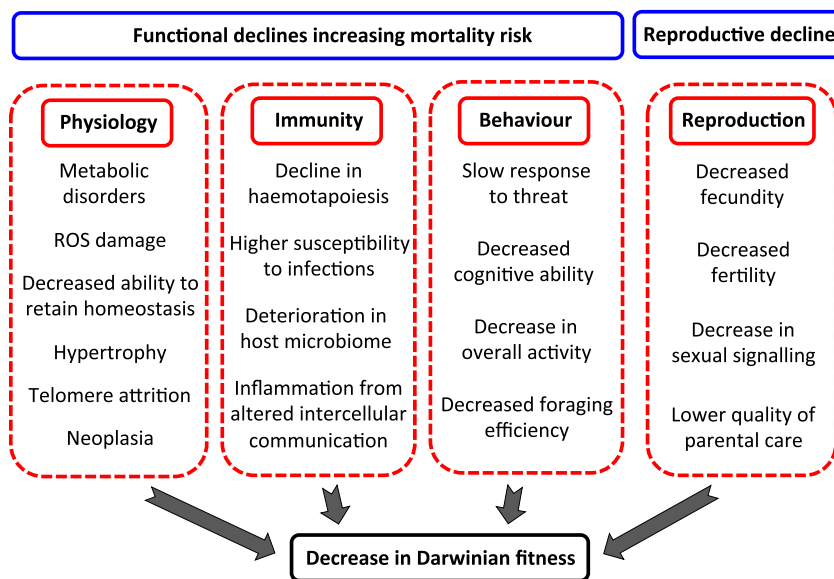 Functional declines increasing mortality risk
Reproductive decline
Physiology
Metabolic
disorders
ROS damage
Decreased ability to
retain homeostasis
Hypertrophy
Telomere attrition
Neoplasia
Immunity
Decline in
haemotapoiesis
Higher susceptibility
to infections
Deterioration in
host microbiome
Inflammation from
altered intercellular
communication
Behaviour
Slow response
to threat
Decreased
cognitive ability
Decrease in
overall activity
Decreased foraging
efficiency
Reproduction
Decreased
fecundity
Decreased
fertility
Decrease in
sexual signalling
Lower quality of
parental care
Decrease in Darwinian fitness